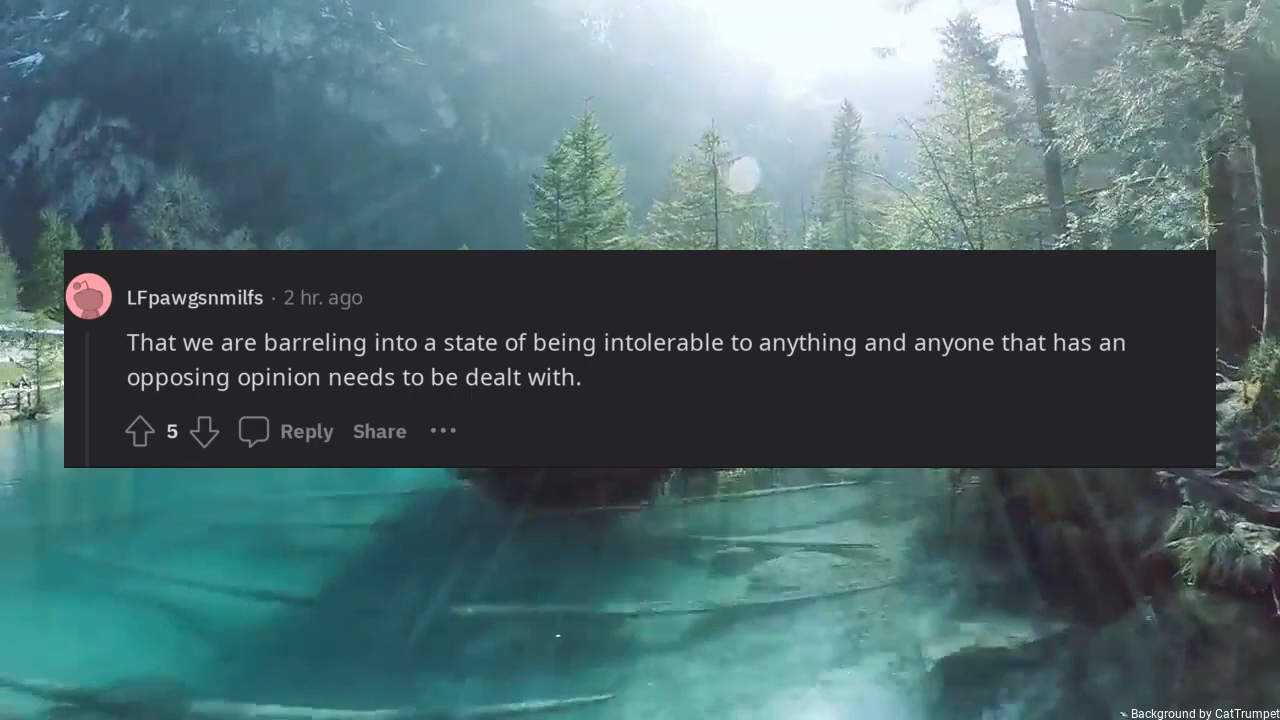 LFpawgsnmilfs · 2 hr. ago
That we are barreling into a state of being intolerable to anything and anyone that has an
opposing opinion needs to be dealt with.
5 Reply Share •••
Background by CatTrumpet